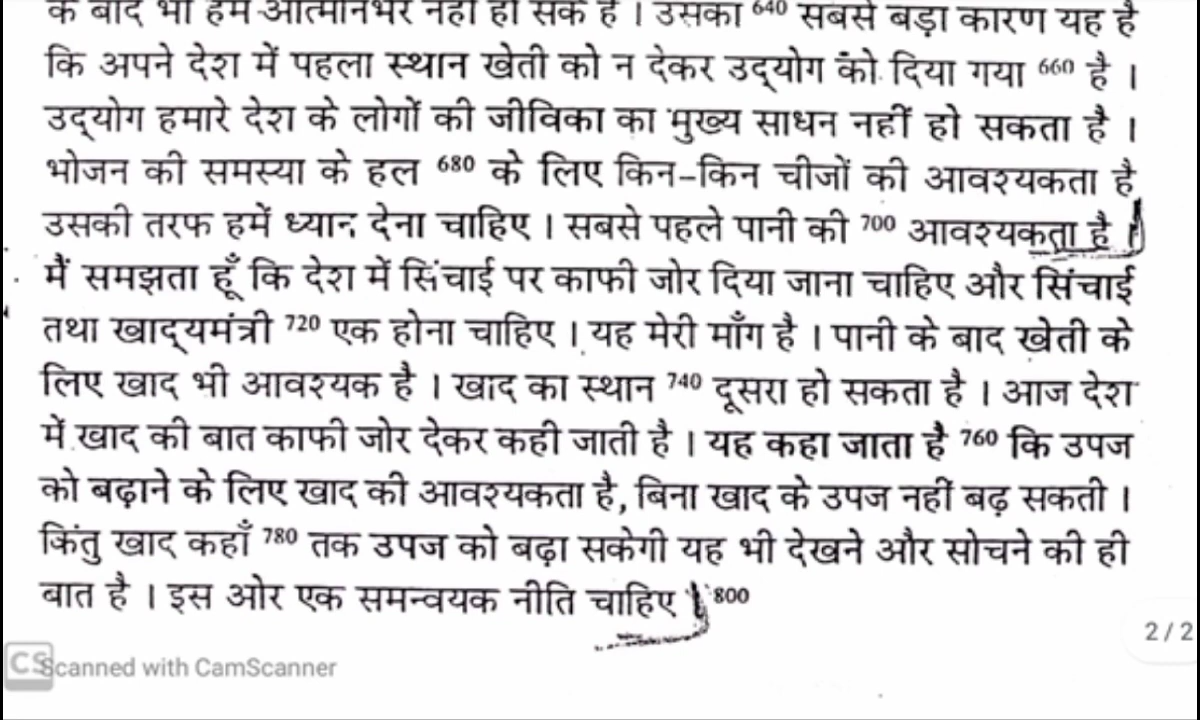 के बाद भी हम आत्मनिर्भर नहीं हो सके हैं । उसका 640 सबसे बड़ा कारण यह है
कि अपने देश में पहला स्थान खेती को न देकर उद्‌योग को दिया गया 660 है ।
उद्‌योग हमारे देश के लोगों की जीविका का मुख्य साधन नहीं हो सकता है ।
भोजन की समस्या के हल 680 के लिए किन-किन चीजों की आवश्यकता है
उसकी तरफ हमें ध्यान देना चाहिए । सबसे पहले पानी की 700 आवश्यकता है ।
मैं समझता हूँ कि देश में सिंचाई पर काफी जोर दिया जाना चाहिए और सिंचाई
तथा खाद्‌यमंत्री 720 एक होना चाहिए । यह मेरी माँग है । पानी के बाद खेती के
लिए खाद भी आवश्यक है । खाद का स्थान 740 दूसरा हो सकता है । आज देश
में खाद की बात काफी जोर देकर कही जाती है । यह कहा जाता है 760 कि उपज
को बढ़ाने के लिए खाद की आवश्यकता है, बिना खाद के उपज नहीं बढ़ सकती ।
किंतु खाद कहाँ 780 तक उपज को बढ़ा सकेगी यह भी देखने और सोचने की ही
बात है । इस ओर एक समन्वयक नीति चाहिए । 800
2 / 2
CS Scanned with CamScanner